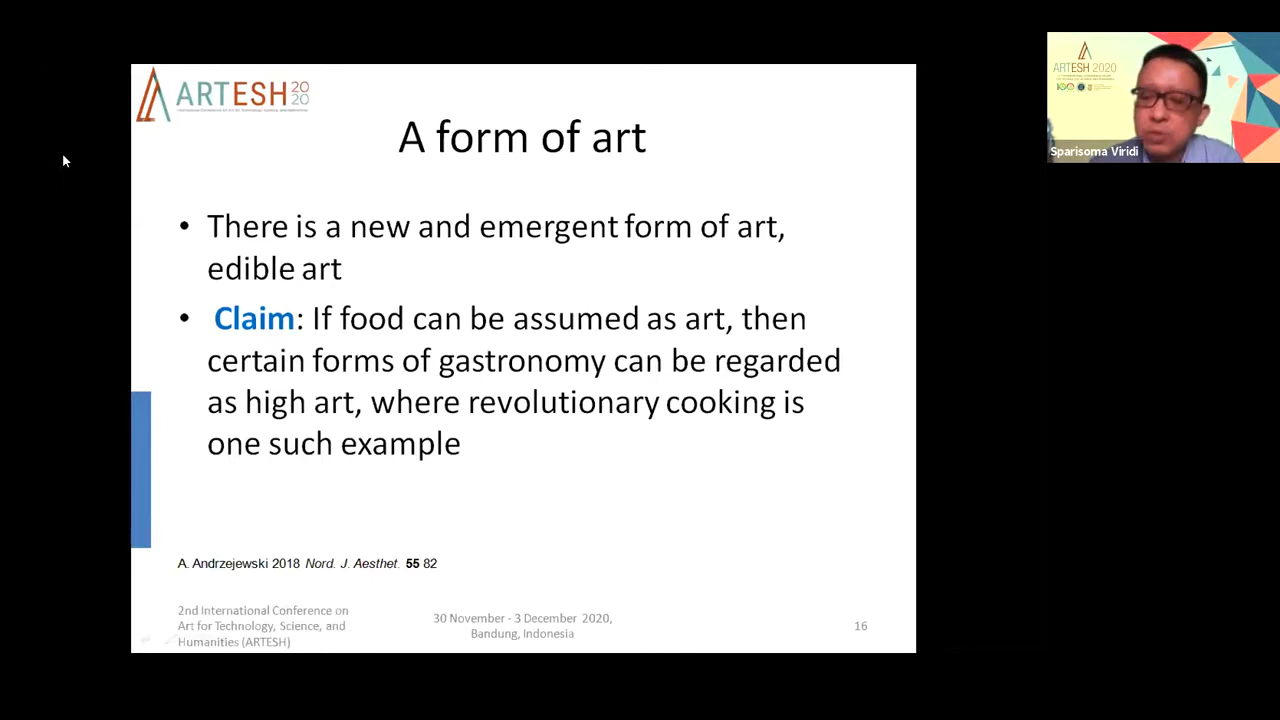 ARTESH 20
20
A form of art
• There is a new and emergent form of art,
edible art
• Claim: If food can be assumed as art, then
certain forms of gastronomy can be regarded
as high art, where revolutionary cooking is
one such example
A. Andrzejewski 2018 Nord. J. Aesthet. 55 82
2nd International Conference on
Art for Technology, Science, and
Humanities (ARTESH)
30 November - 3 December 2020,
Bandung, Indonesia
16
ARTESH 2020
Sparisoma Viridi